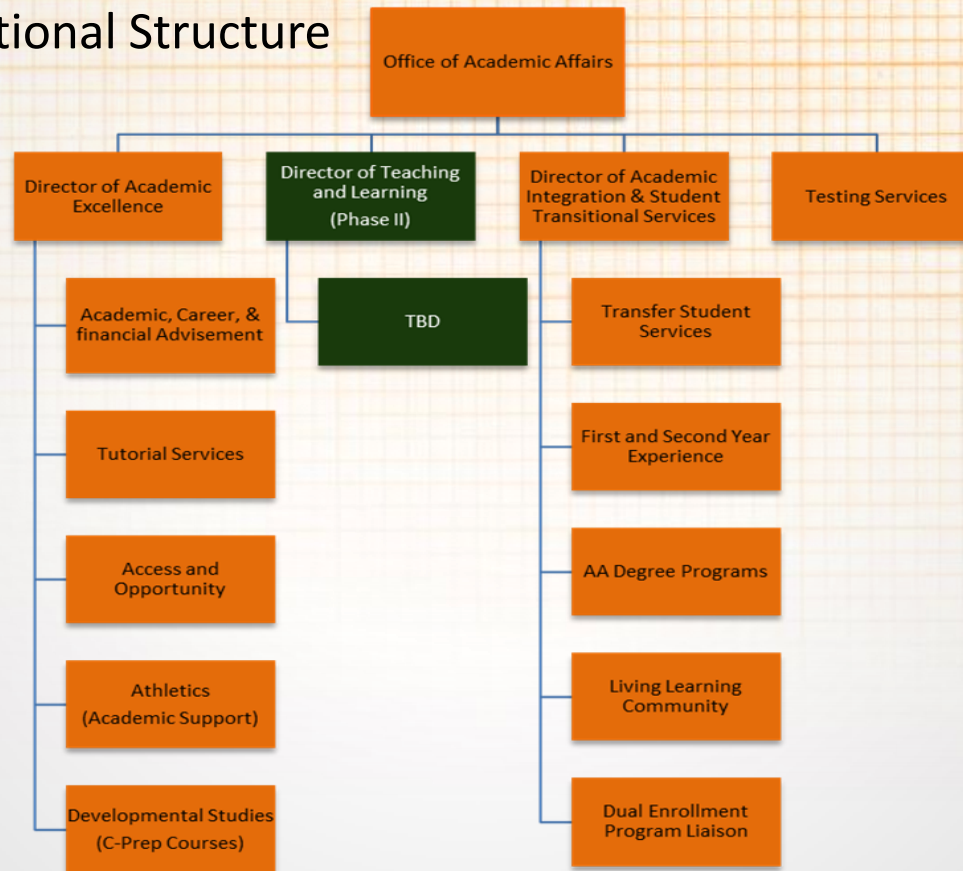 tional Structure
Office of Academic Affairs
Director of Academic
Excellence
Director of Teaching
and Learning
(Phase II)
Director of Academic
Integration & Student
Transitional Services
Testing Services
Academic, Career, &
financial Advisement
TBD
Transfer Student
Services
Tutorial Services
First and Second Year
Experience
Access and
Opportunity
AA Degree Programs
Athletics
(Academic Support)
Living Learning
Community
Developmental Studies
(C-Prep Courses)
Dual Enrollment
Program Liaison